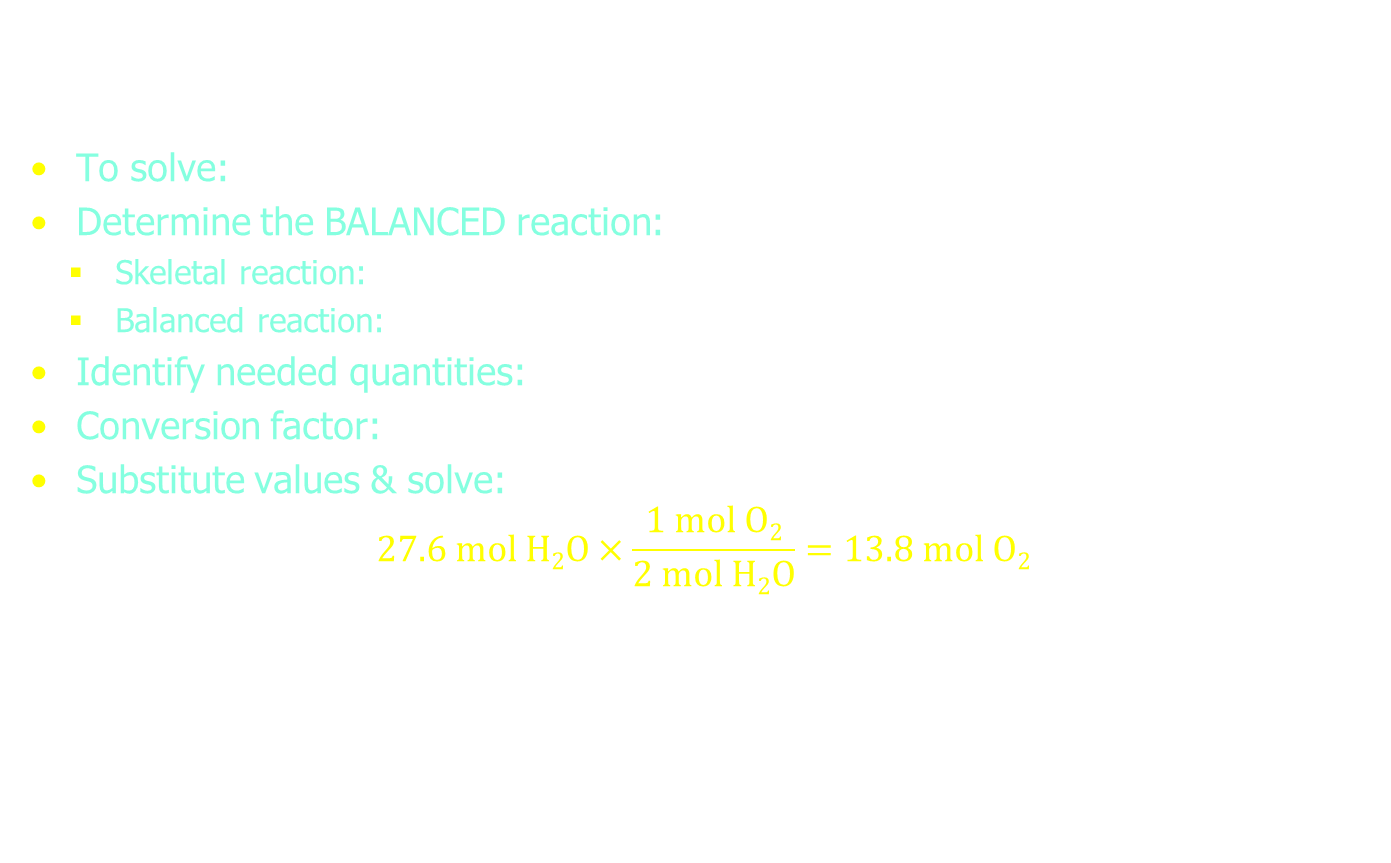 • To solve:
• Determine the BALANCED reaction:
▪ Skeletal reaction:
▪ Balanced reaction:
• Identify needed quantities:
• Conversion factor:
• Substitute values & solve:
27.6 mol H₂O × (1 mol O₂)/(2 mol H₂O) = 13.8 mol O₂